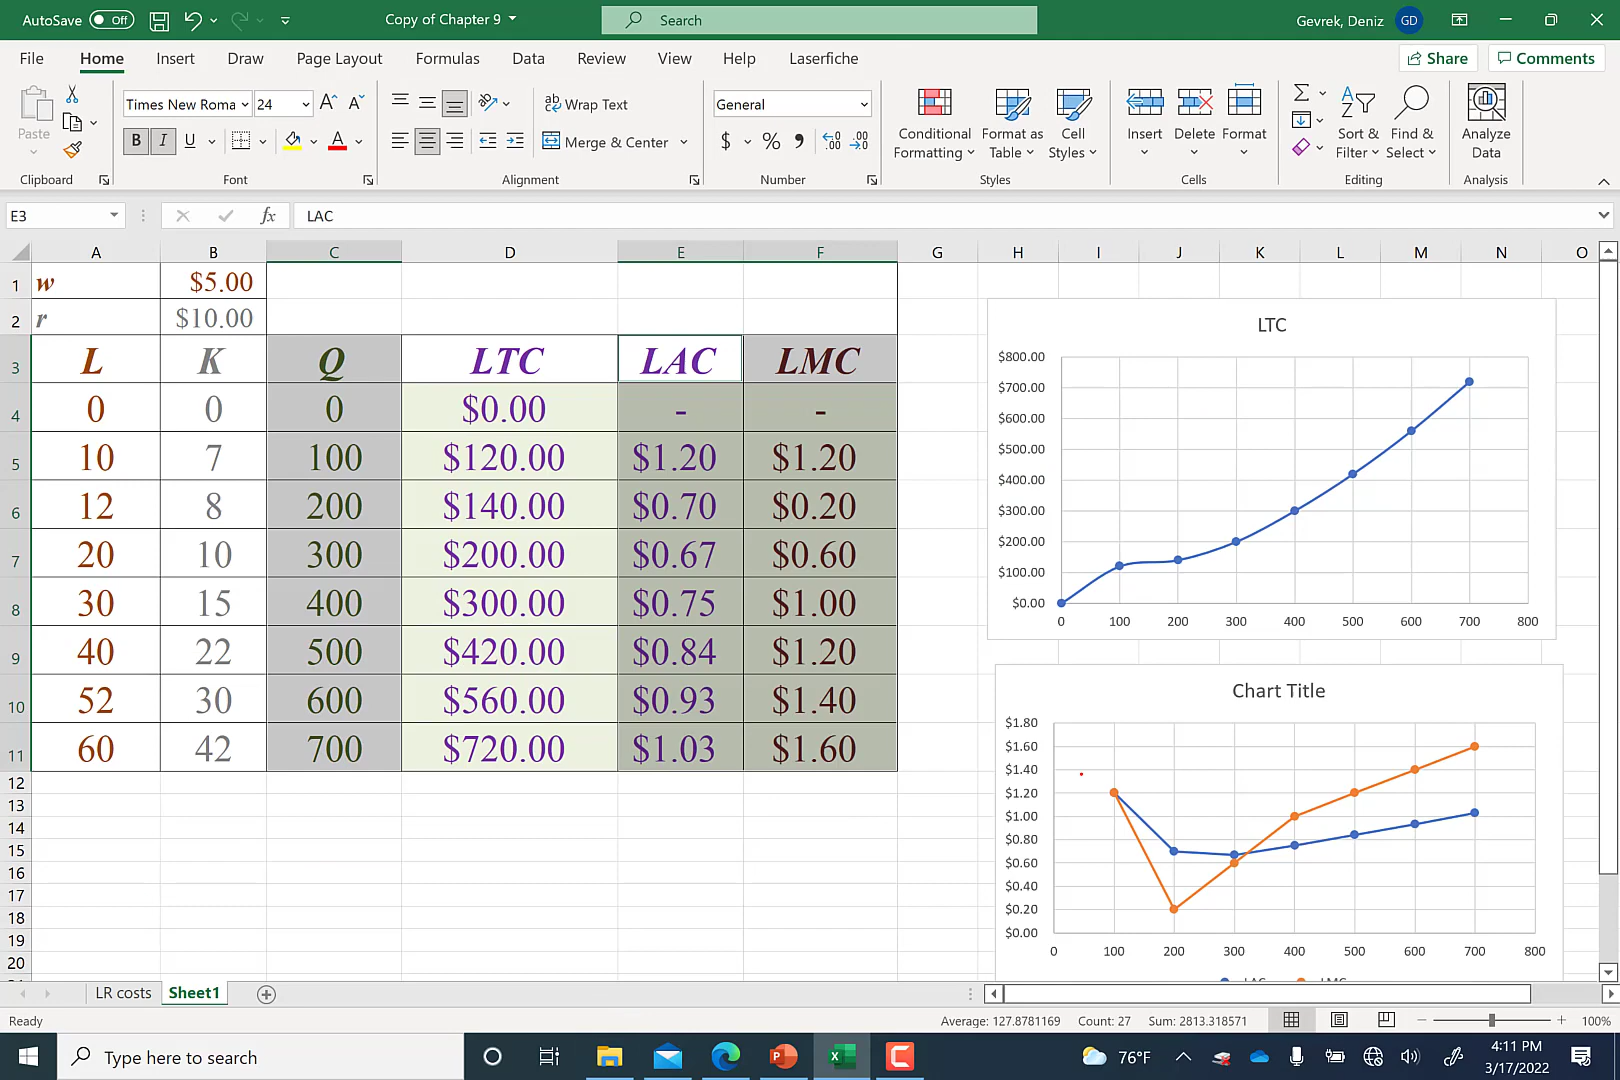 AutoSave Off Copy of Chapter 9 Search Gevrek, Deniz GD
File Home Insert Draw Page Layout Formulas Data Review View Help Laserfiche Share Comments
Paste Times New Roma 24 Wrap Text General Conditional Formatting Format as Table Cell Styles Insert Delete Format Sort & Filter Find & Select Analyze Data
B I U A Merge & Center $ % 9
Clipboard Font Alignment Number Styles Cells Editing Analysis
E3 fx LAC
A B C D E F G H I J K L M N O
1 w $5.00
2 r $10.00
3 L K Q LTC LAC LMC
4 0 0 0 $0.00 - -
5 10 7 100 $120.00 $1.20 $1.20
6 12 8 200 $140.00 $0.70 $0.20
7 20 10 300 $200.00 $0.67 $0.60
8 30 15 400 $300.00 $0.75 $1.00
9 40 22 500 $420.00 $0.84 $1.20
10 52 30 600 $560.00 $0.93 $1.40
11 60 42 700 $720.00 $1.03 $1.60
12
13
14
15
16
17
18
19
20
LTC
$800.00
$700.00
$600.00
$500.00
$400.00
$300.00
$200.00
$100.00
$0.00
0 100 200 300 400 500 600 700 800
Chart Title
$1.80
$1.60
$1.40
$1.20
$1.00
$0.80
$0.60
$0.40
$0.20
$0.00
0 100 200 300 400 500 600 700 800
LR costs Sheet1
Ready Average: 127.8781169 Count: 27 Sum: 2813.318571 100%
Type here to search 76°F 4:11 PM
3/17/2022